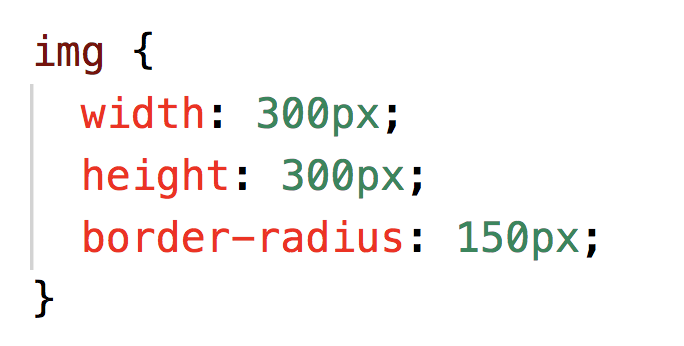 img {
  width: 300px;
  height: 300px;
  border-radius: 150px;
}